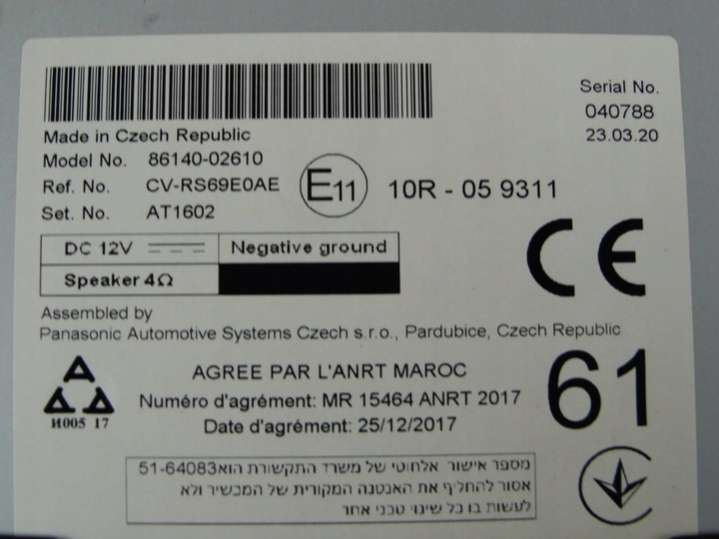 Made in Czech Republic
Serial No.
040788
23.03.20
Model No. 86140-02610
Ref. No. CV-RS69E0AE
Set. No. AT1602
E11 10R - 05 9311
DC 12V Negative ground
Speaker 4Ω
CE
Assembled by
Panasonic Automotive Systems Czech s.r.o., Pardubice, Czech Republic
AGREE PAR L'ANRT MAROC
Numéro d'agrément: MR 15464 ANRT 2017
Date d'agrément: 25/12/2017
61
И005 17
מספר אישור אלחוטי של משרד התקשורת הוא 51-64083
אסור להחליף את האנטנה המקורית של המכשיר ולא
לעשות בו כל שינוי טכני אחר